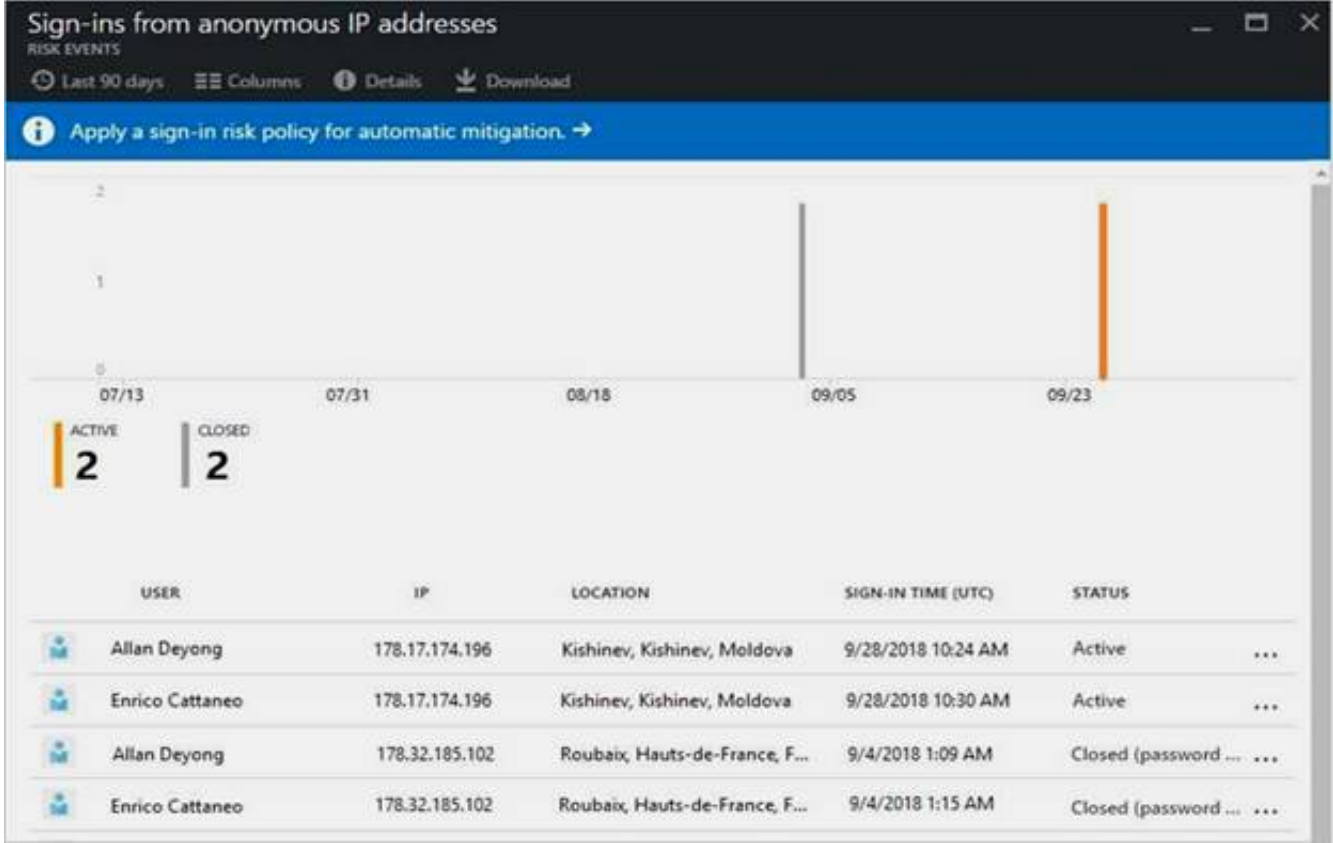 Sign-ins from anonymous IP addresses
RISK EVENTS
Last 90 days Columns Details Download
Apply a sign-in risk policy for automatic mitigation. →
2
1
0
07/13 07/31 08/18 09/05 09/23
ACTIVE CLOSED
2 2
USER IP LOCATION SIGN-IN TIME (UTC) STATUS
Allan Deyong 178.17.174.196 Kishinev, Kishinev, Moldova 9/28/2018 10:24 AM Active ...
Enrico Cattaneo 178.17.174.196 Kishinev, Kishinev, Moldova 9/28/2018 10:30 AM Active ...
Allan Deyong 178.32.185.102 Roubaix, Hauts-de-France, F... 9/4/2018 1:09 AM Closed (password ... ...
Enrico Cattaneo 178.32.185.102 Roubaix, Hauts-de-France, F... 9/4/2018 1:15 AM Closed (password ... ...